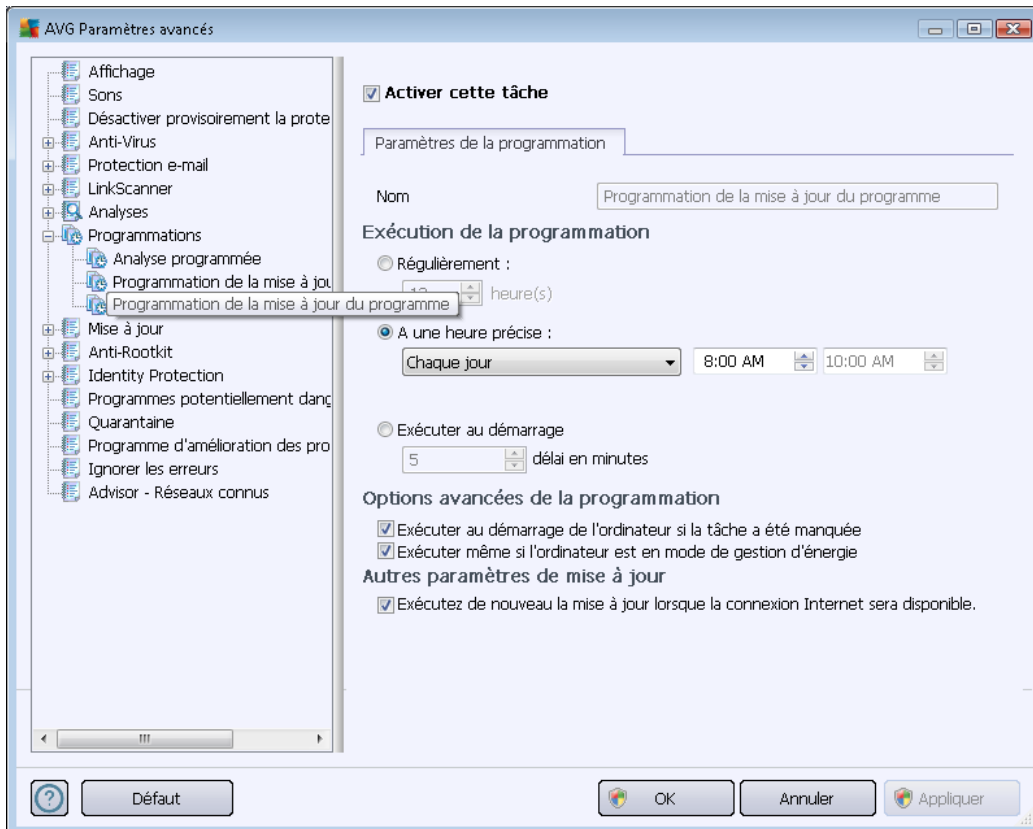 AVG Paramètres avancés
Affichage
Sons
Désactiver provisoirement la prote
Anti-Virus
Protection e-mail
LinkScanner
Analyses
Programmations
Analyse programmée
Programmation de la mise à jou
Programmation de la mise à jour du programme
Mise à jour
Anti-Rootkit
Identity Protection
Programmes potentiellement dang
Quarantaine
Programme d'amélioration des pro
Ignorer les erreurs
Advisor - Réseaux connus
Activer cette tâche
Paramètres de la programmation
Nom Programmation de la mise à jour du programme
Exécution de la programmation
Régulièrement :
heure(s)
A une heure précise :
Chaque jour 8:00 AM 10:00 AM
Exécuter au démarrage
5 délai en minutes
Options avancées de la programmation
Exécuter au démarrage de l'ordinateur si la tâche a été manquée
Exécuter même si l'ordinateur est en mode de gestion d'énergie
Autres paramètres de mise à jour
Exécutez de nouveau la mise à jour lorsque la connexion Internet sera disponible.
? Défaut OK Annuler Appliquer